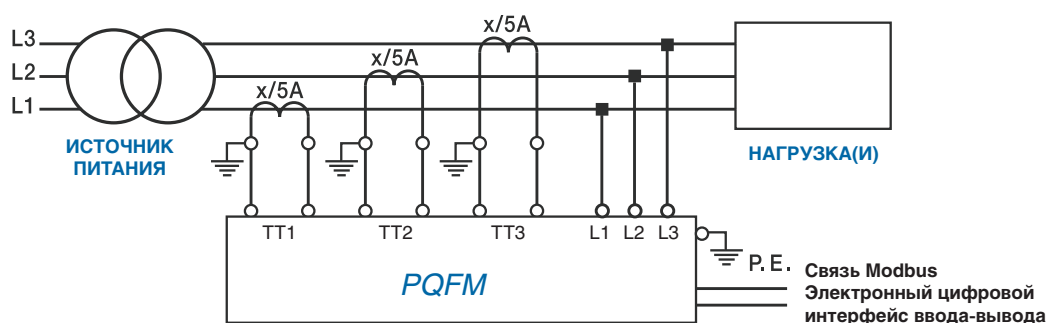 x/5A
L3
x/5A
L2
x/5A
L1
ИСТОЧНИК
ПИТАНИЯ
НАГРУЗКА(И)
TT1
TT2
TT3
L1
L2
L3
PQFM
P.E.
Связь Modbus
Электронный цифровой
интерфейс ввода-вывода